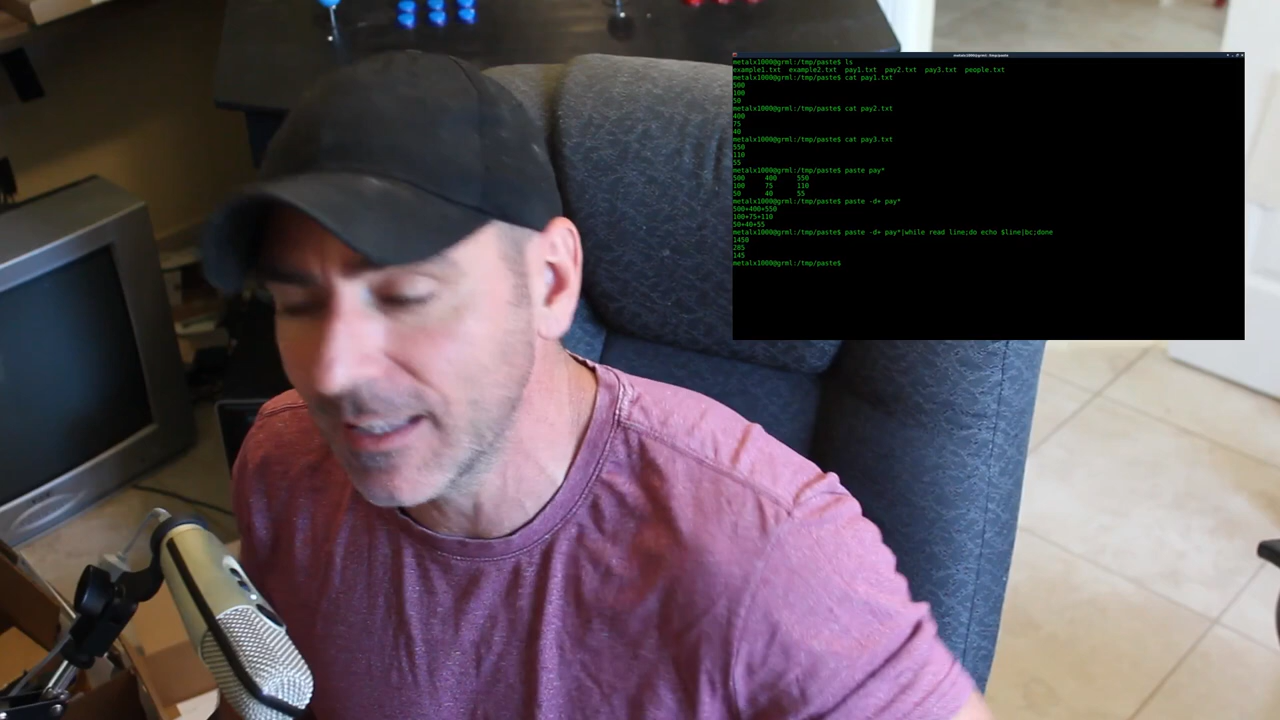 metalx1000@grml:/tmp/paste$ ls
example1.txt  example2.txt  pay1.txt  pay2.txt  pay3.txt  people.txt
metalx1000@grml:/tmp/paste$ cat pay1.txt
500
100
50
metalx1000@grml:/tmp/paste$ cat pay2.txt
400
75
40
metalx1000@grml:/tmp/paste$ cat pay3.txt
550
110
55
metalx1000@grml:/tmp/paste$ paste pay*
500     400     550
100     75      110
50      40      55
metalx1000@grml:/tmp/paste$ paste -d+ pay*
500+400+550
100+75+110
50+40+55
metalx1000@grml:/tmp/paste$ paste -d+ pay*|while read line;do echo $line|bc;done
1450
285
145
metalx1000@grml:/tmp/paste$